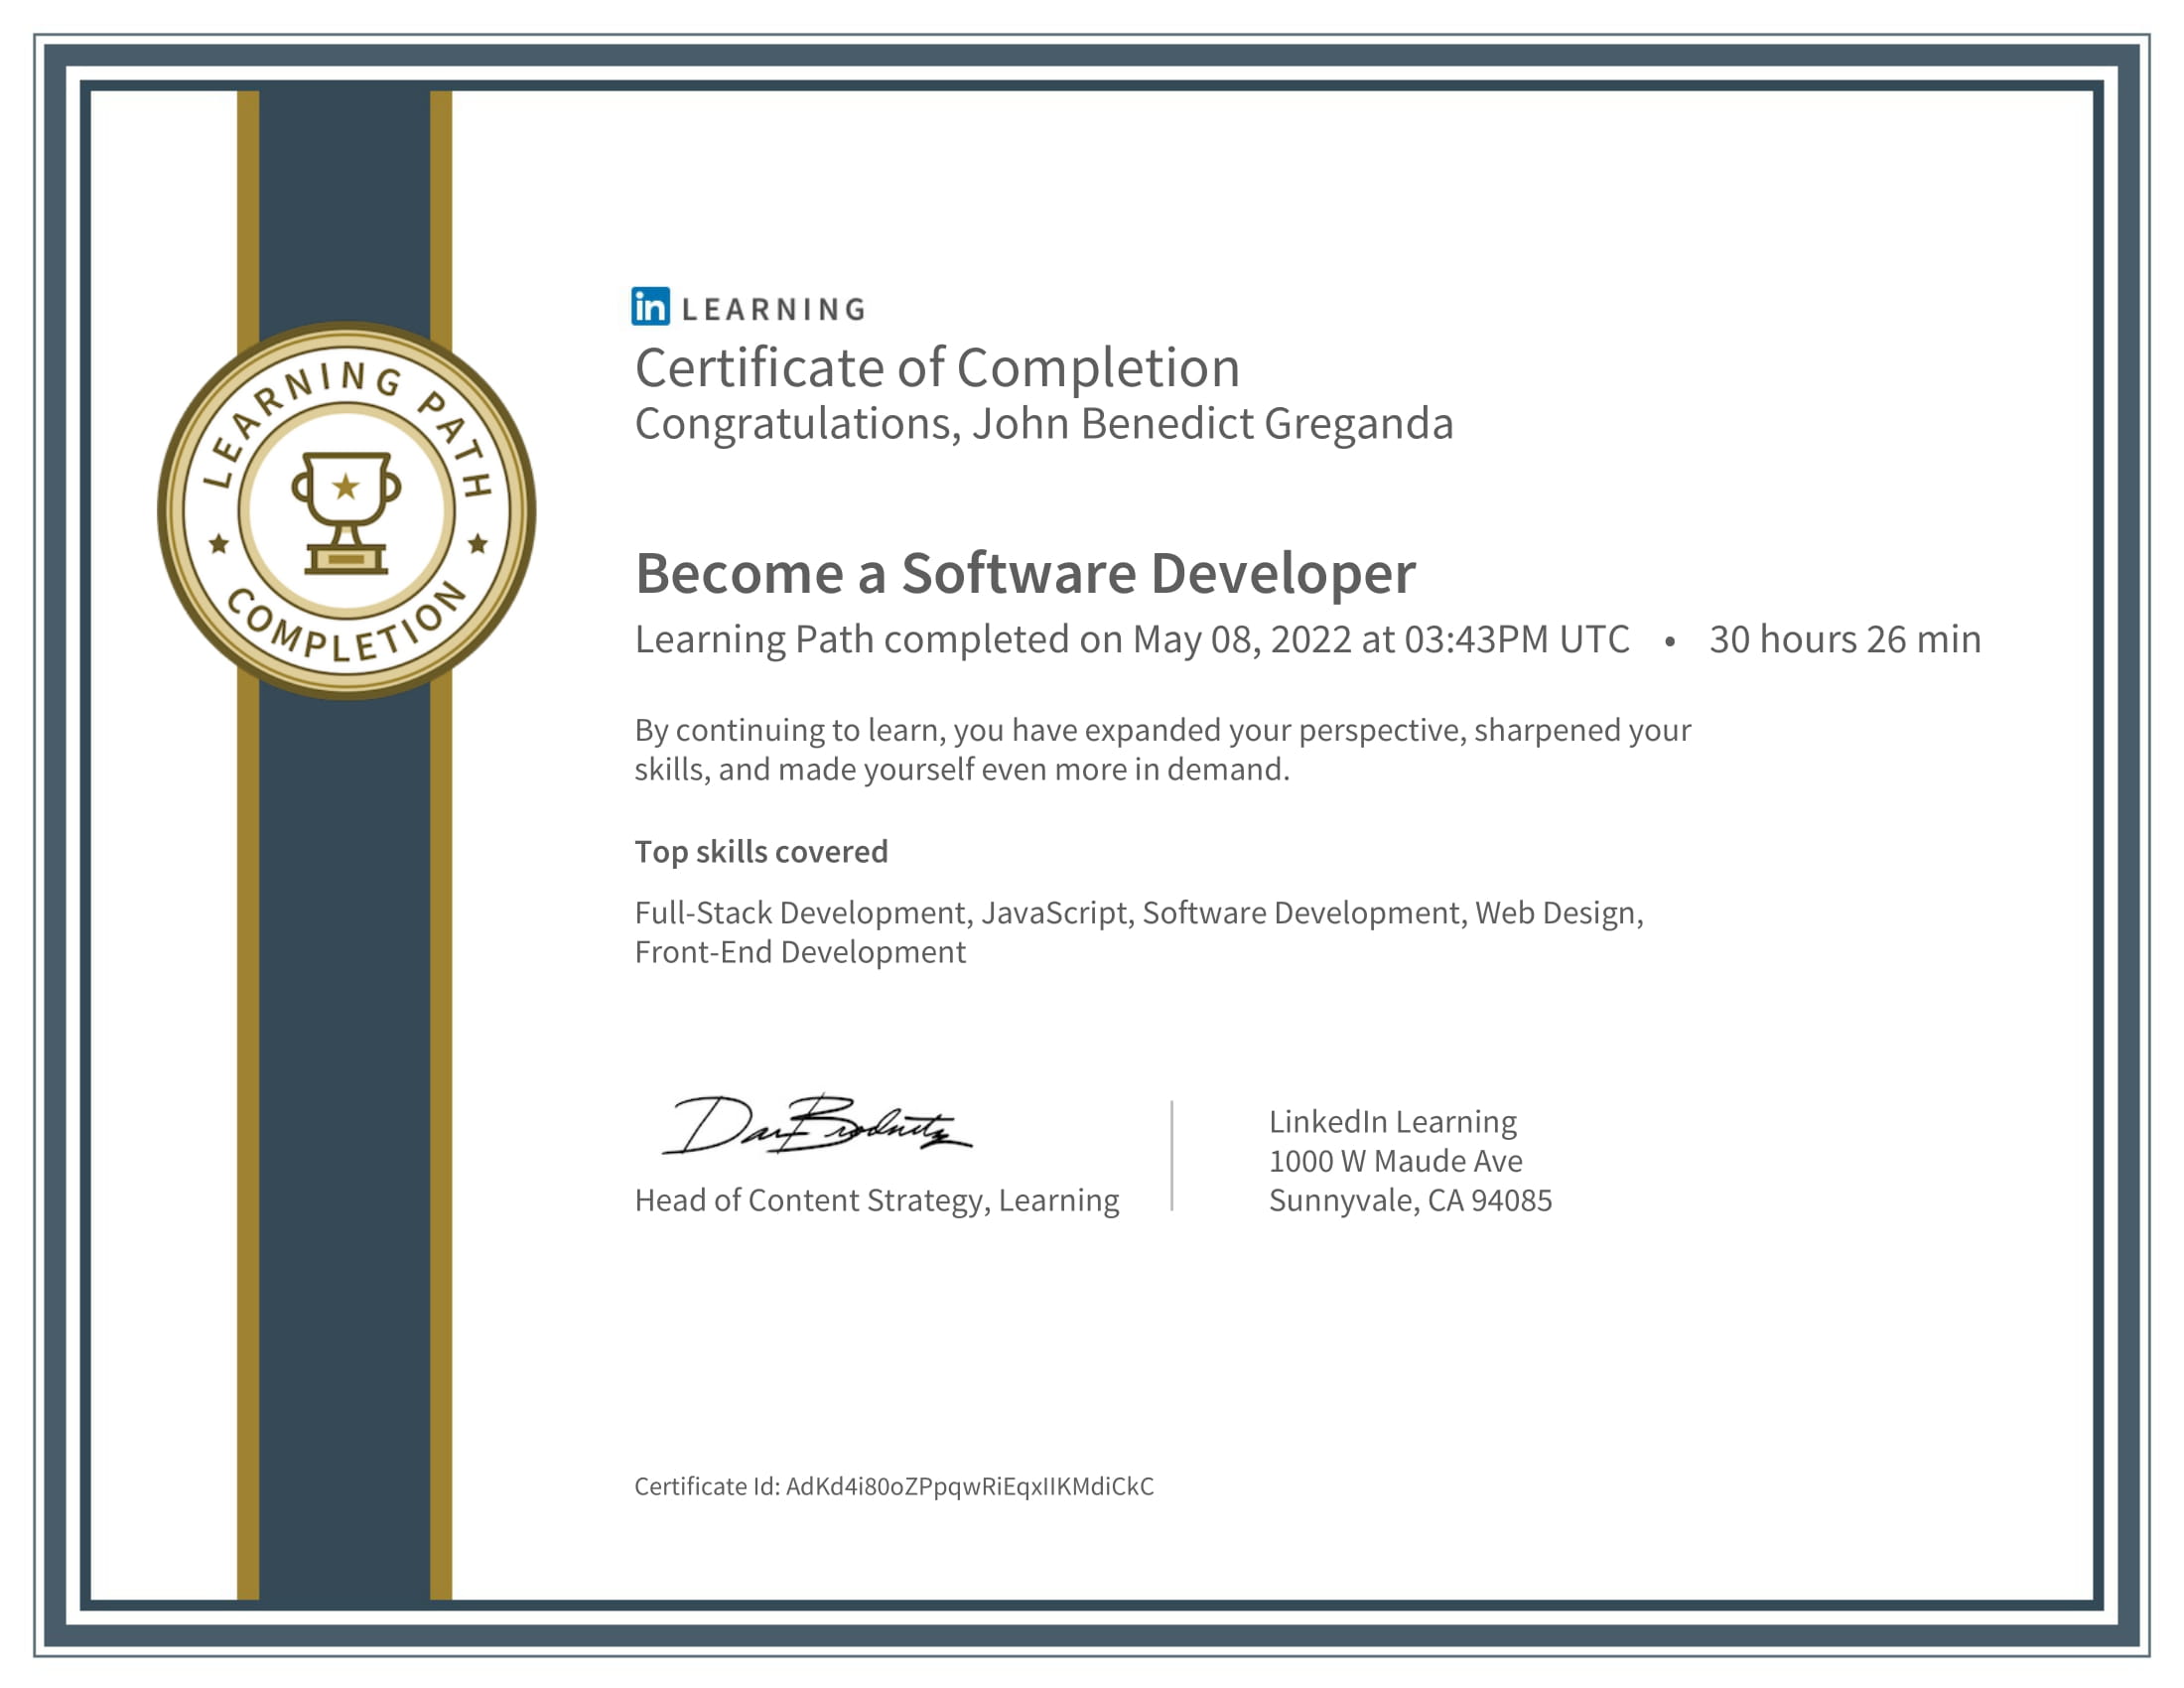 LEARNING PATH
COMPLETION
in LEARNING
Certificate of Completion
Congratulations, John Benedict Greganda
Become a Software Developer
Learning Path completed on May 08, 2022 at 03:43PM UTC • 30 hours 26 min
By continuing to learn, you have expanded your perspective, sharpened your
skills, and made yourself even more in demand.
Top skills covered
Full-Stack Development, JavaScript, Software Development, Web Design,
Front-End Development
Dan Brodnitz
Head of Content Strategy, Learning
LinkedIn Learning
1000 W Maude Ave
Sunnyvale, CA 94085
Certificate Id: AdKd4i80oZPpqwRiEqxIIKMdiCkC